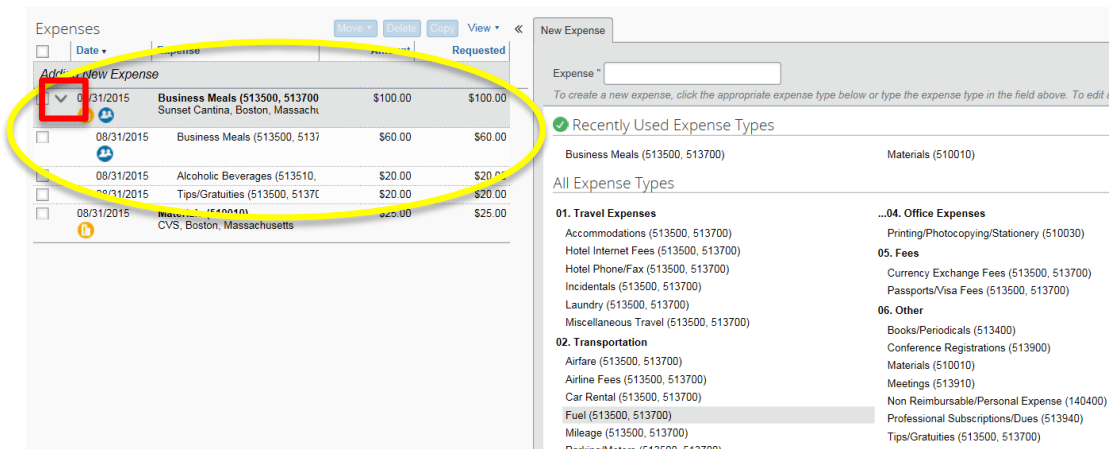 Expenses
Move Delete Copy View
Date Expense Amount Requested
Adding New Expense
08/31/2015 Business Meals (513500, 513700 $100.00 $100.00
Sunset Cantina, Boston, Massachu
08/31/2015 Business Meals (513500, 5137 $60.00 $60.00
08/31/2015 Alcoholic Beverages (513510, $20.00 $20.00
08/31/2015 Tips/Gratuities (513500, 5137( $20.00 $20.00
08/31/2015 Materials (510010) $25.00 $25.00
CVS, Boston, Massachusetts
New Expense
Expense
To create a new expense, click the appropriate expense type below or type the expense type in the field above. To edit a
Recently Used Expense Types
Business Meals (513500, 513700) Materials (510010)
All Expense Types
01. Travel Expenses
Accommodations (513500, 513700)
Hotel Internet Fees (513500, 513700)
Hotel Phone/Fax (513500, 513700)
Incidentals (513500, 513700)
Laundry (513500, 513700)
Miscellaneous Travel (513500, 513700)
02. Transportation
Airfare (513500, 513700)
Airline Fees (513500, 513700)
Car Rental (513500, 513700)
Fuel (513500, 513700)
Mileage (513500, 513700)
Parking/Meters (513500, 513700)
...04. Office Expenses
Printing/Photocopying/Stationery (510030)
05. Fees
Currency Exchange Fees (513500, 513700)
Passports/Visa Fees (513500, 513700)
06. Other
Books/Periodicals (513400)
Conference Registrations (513900)
Materials (510010)
Meetings (513910)
Non Reimbursable/Personal Expense (140400)
Professional Subscriptions/Dues (513940)
Tips/Gratuities (513500, 513700)